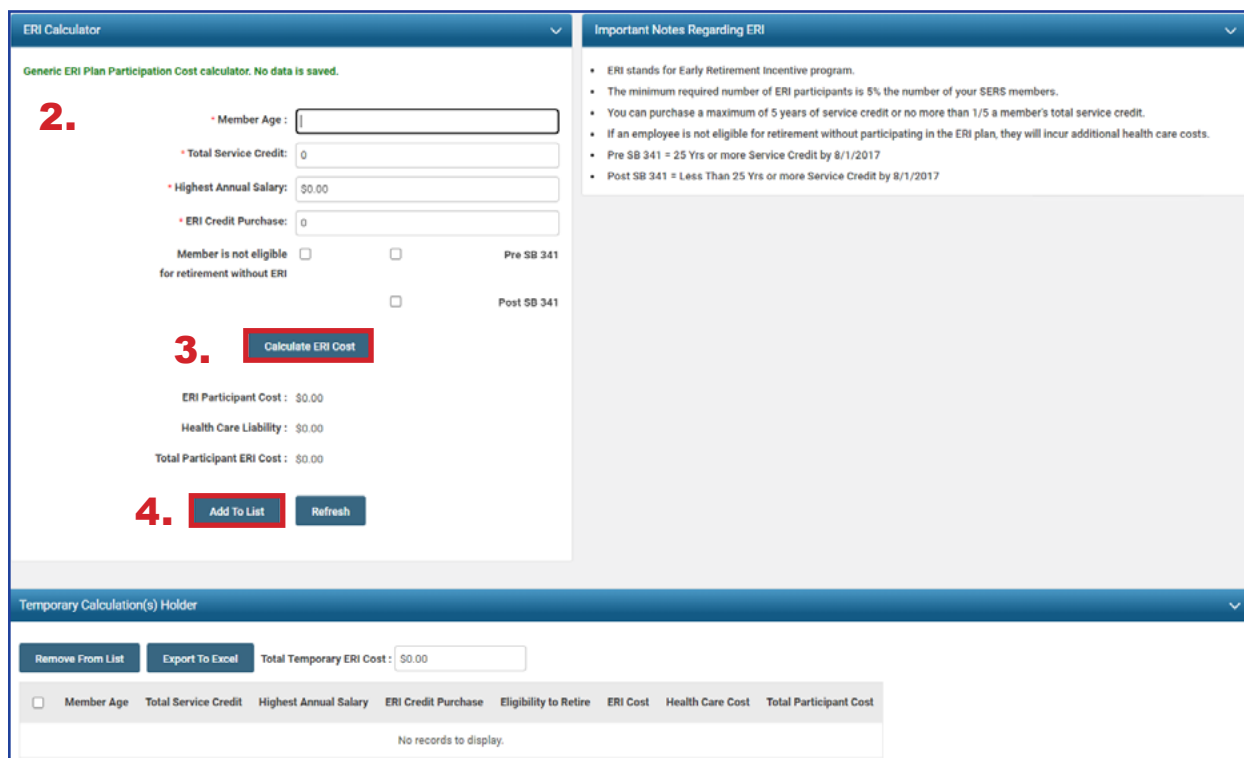 ERI Calculator
Generic ERI Plan Participation Cost calculator. No data is saved.
2.
* Member Age :
* Total Service Credit: 0
* Highest Annual Salary: $0.00
* ERI Credit Purchase: 0
Member is not eligible Pre SB 341
for retirement without ERI
Post SB 341
3. Calculate ERI Cost
ERI Participant Cost : $0.00
Health Care Liability : $0.00
Total Participant ERI Cost : $0.00
4. Add To List Refresh
Important Notes Regarding ERI
• ERI stands for Early Retirement Incentive program.
• The minimum required number of ERI participants is 5% the number of your SERS members.
• You can purchase a maximum of 5 years of service credit or no more than 1/5 a member's total service credit.
• If an employee is not eligible for retirement without participating in the ERI plan, they will incur additional health care costs.
• Pre SB 341 = 25 Yrs or more Service Credit by 8/1/2017
• Post SB 341 = Less Than 25 Yrs or more Service Credit by 8/1/2017
Temporary Calculation(s) Holder
Remove From List Export To Excel Total Temporary ERI Cost : $0.00
Member Age Total Service Credit Highest Annual Salary ERI Credit Purchase Eligibility to Retire ERI Cost Health Care Cost Total Participant Cost
No records to display.